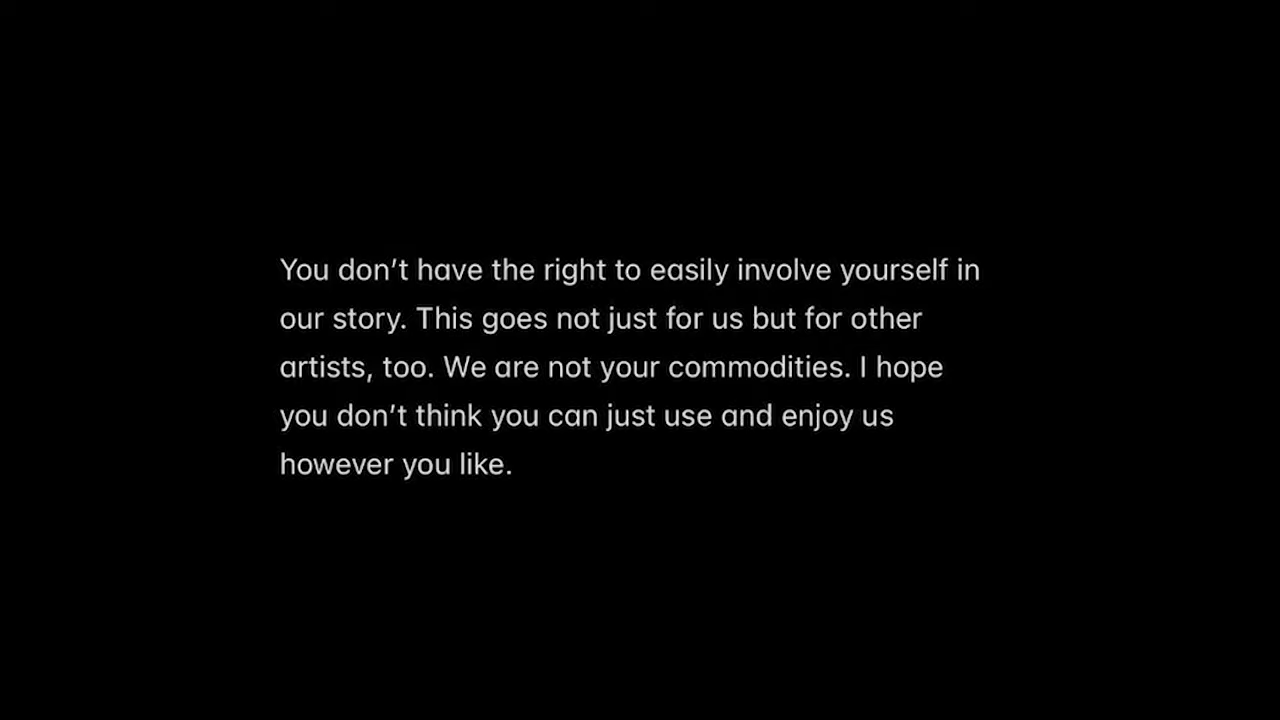 You don’t have the right to easily involve yourself in
our story. This goes not just for us but for other
artists, too. We are not your commodities. I hope
you don’t think you can just use and enjoy us
however you like.